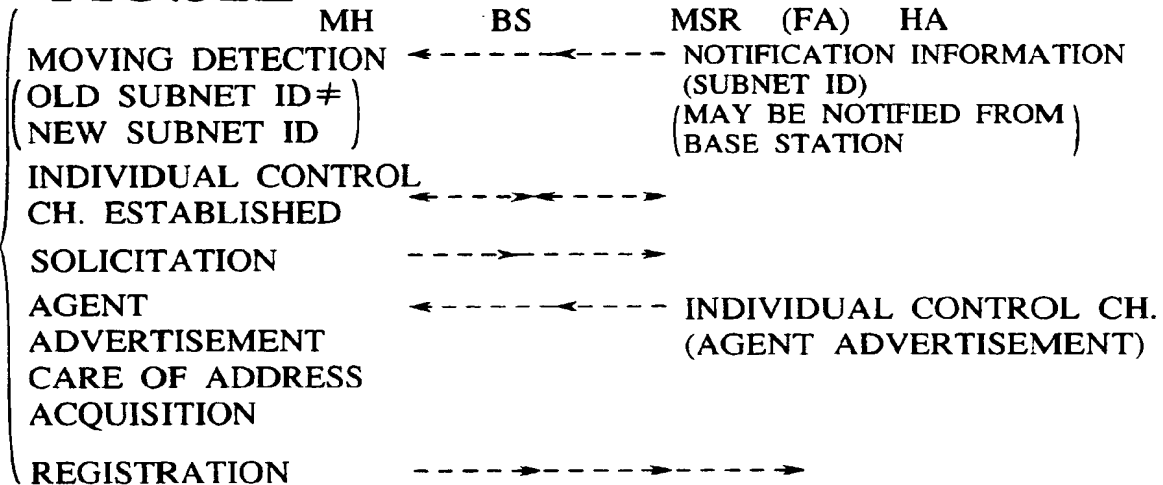 MH BS MSR (FA) HA
MOVING DETECTION NOTIFICATION INFORMATION
(OLD SUBNET ID≠ (SUBNET ID)
NEW SUBNET ID) (MAY BE NOTIFIED FROM
BASE STATION)
INDIVIDUAL CONTROL
CH. ESTABLISHED
SOLICITATION
AGENT INDIVIDUAL CONTROL CH.
ADVERTISEMENT (AGENT ADVERTISEMENT)
CARE OF ADDRESS
ACQUISITION
REGISTRATION